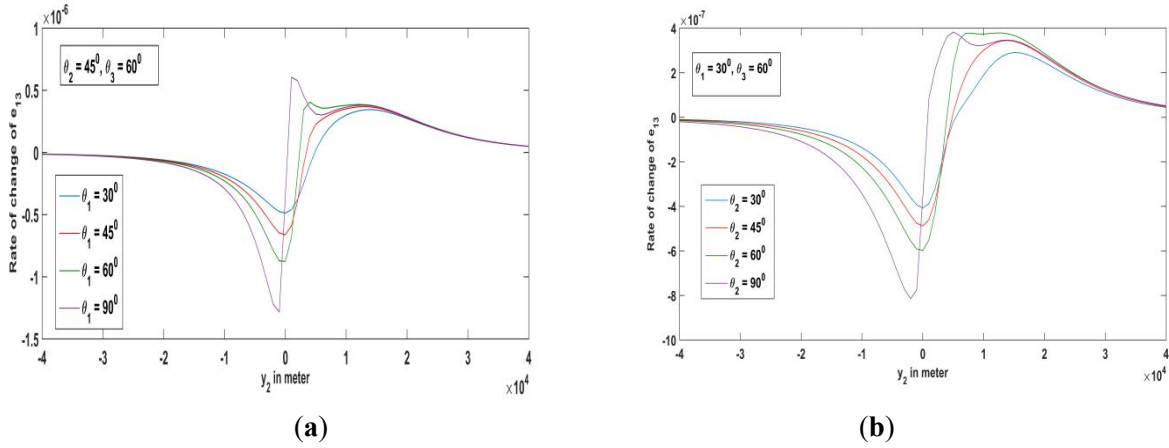 ×10⁻⁶
1
0.5
0
-0.5
-1
-1.5
Rate of change of e₁₃
θ₂ = 45⁰, θ₃ = 60⁰
θ₁ = 30⁰
θ₁ = 45⁰
θ₁ = 60⁰
θ₁ = 90⁰
-4 -3 -2 -1 0 1 2 3 4
y₂ in meter
×10⁴
(a)
×10⁻⁷
4
2
0
-2
-4
-6
-8
-10
Rate of change of e₁₃
θ₁ = 30⁰, θ₃ = 60⁰
θ₂ = 30⁰
θ₂ = 45⁰
θ₂ = 60⁰
θ₂ = 90⁰
-4 -3 -2 -1 0 1 2 3 4
y₂ in meter
×10⁴
(b)